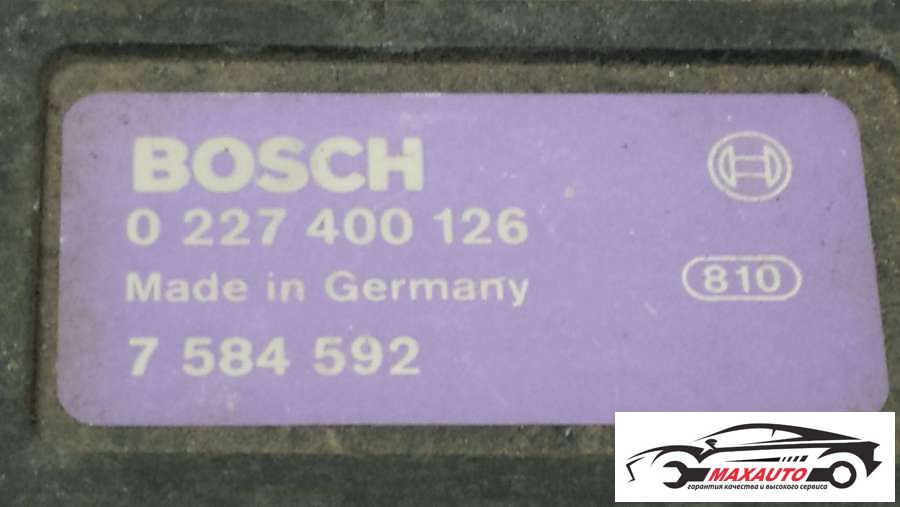 BOSCH
0 227 400 126
Made in Germany
810
7 584 592
MAXAUTO
гарантия качества и высокого сервиса